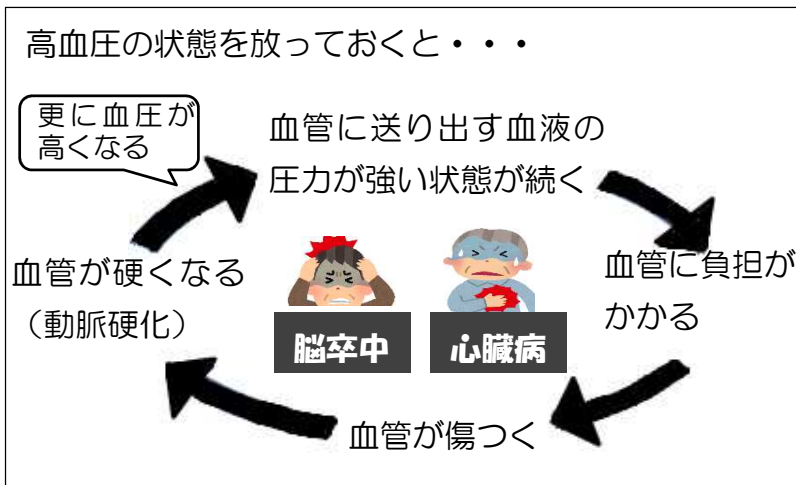 高血圧の状態を放っておくと・・・
更に血圧が
高くなる
血管に送り出す血液の
圧力が強い状態が続く
血管に負担が
かかる
血管が傷つく
血管が硬くなる
（動脈硬化）
脳卒中
心臓病